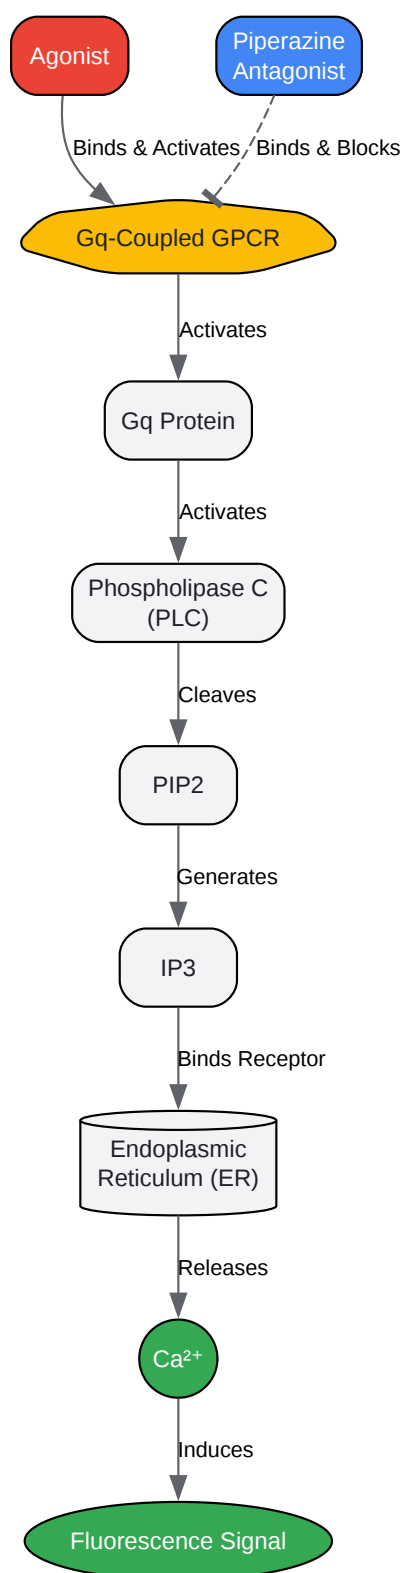 Agonist
Piperazine
Antagonist
Binds & Activates
Binds & Blocks
Gq-Coupled GPCR
Activates
Gq Protein
Activates
Phospholipase C
(PLC)
Cleaves
PIP2
Generates
IP3
Binds Receptor
Endoplasmic
Reticulum (ER)
Releases
Ca²⁺
Induces
Fluorescence Signal